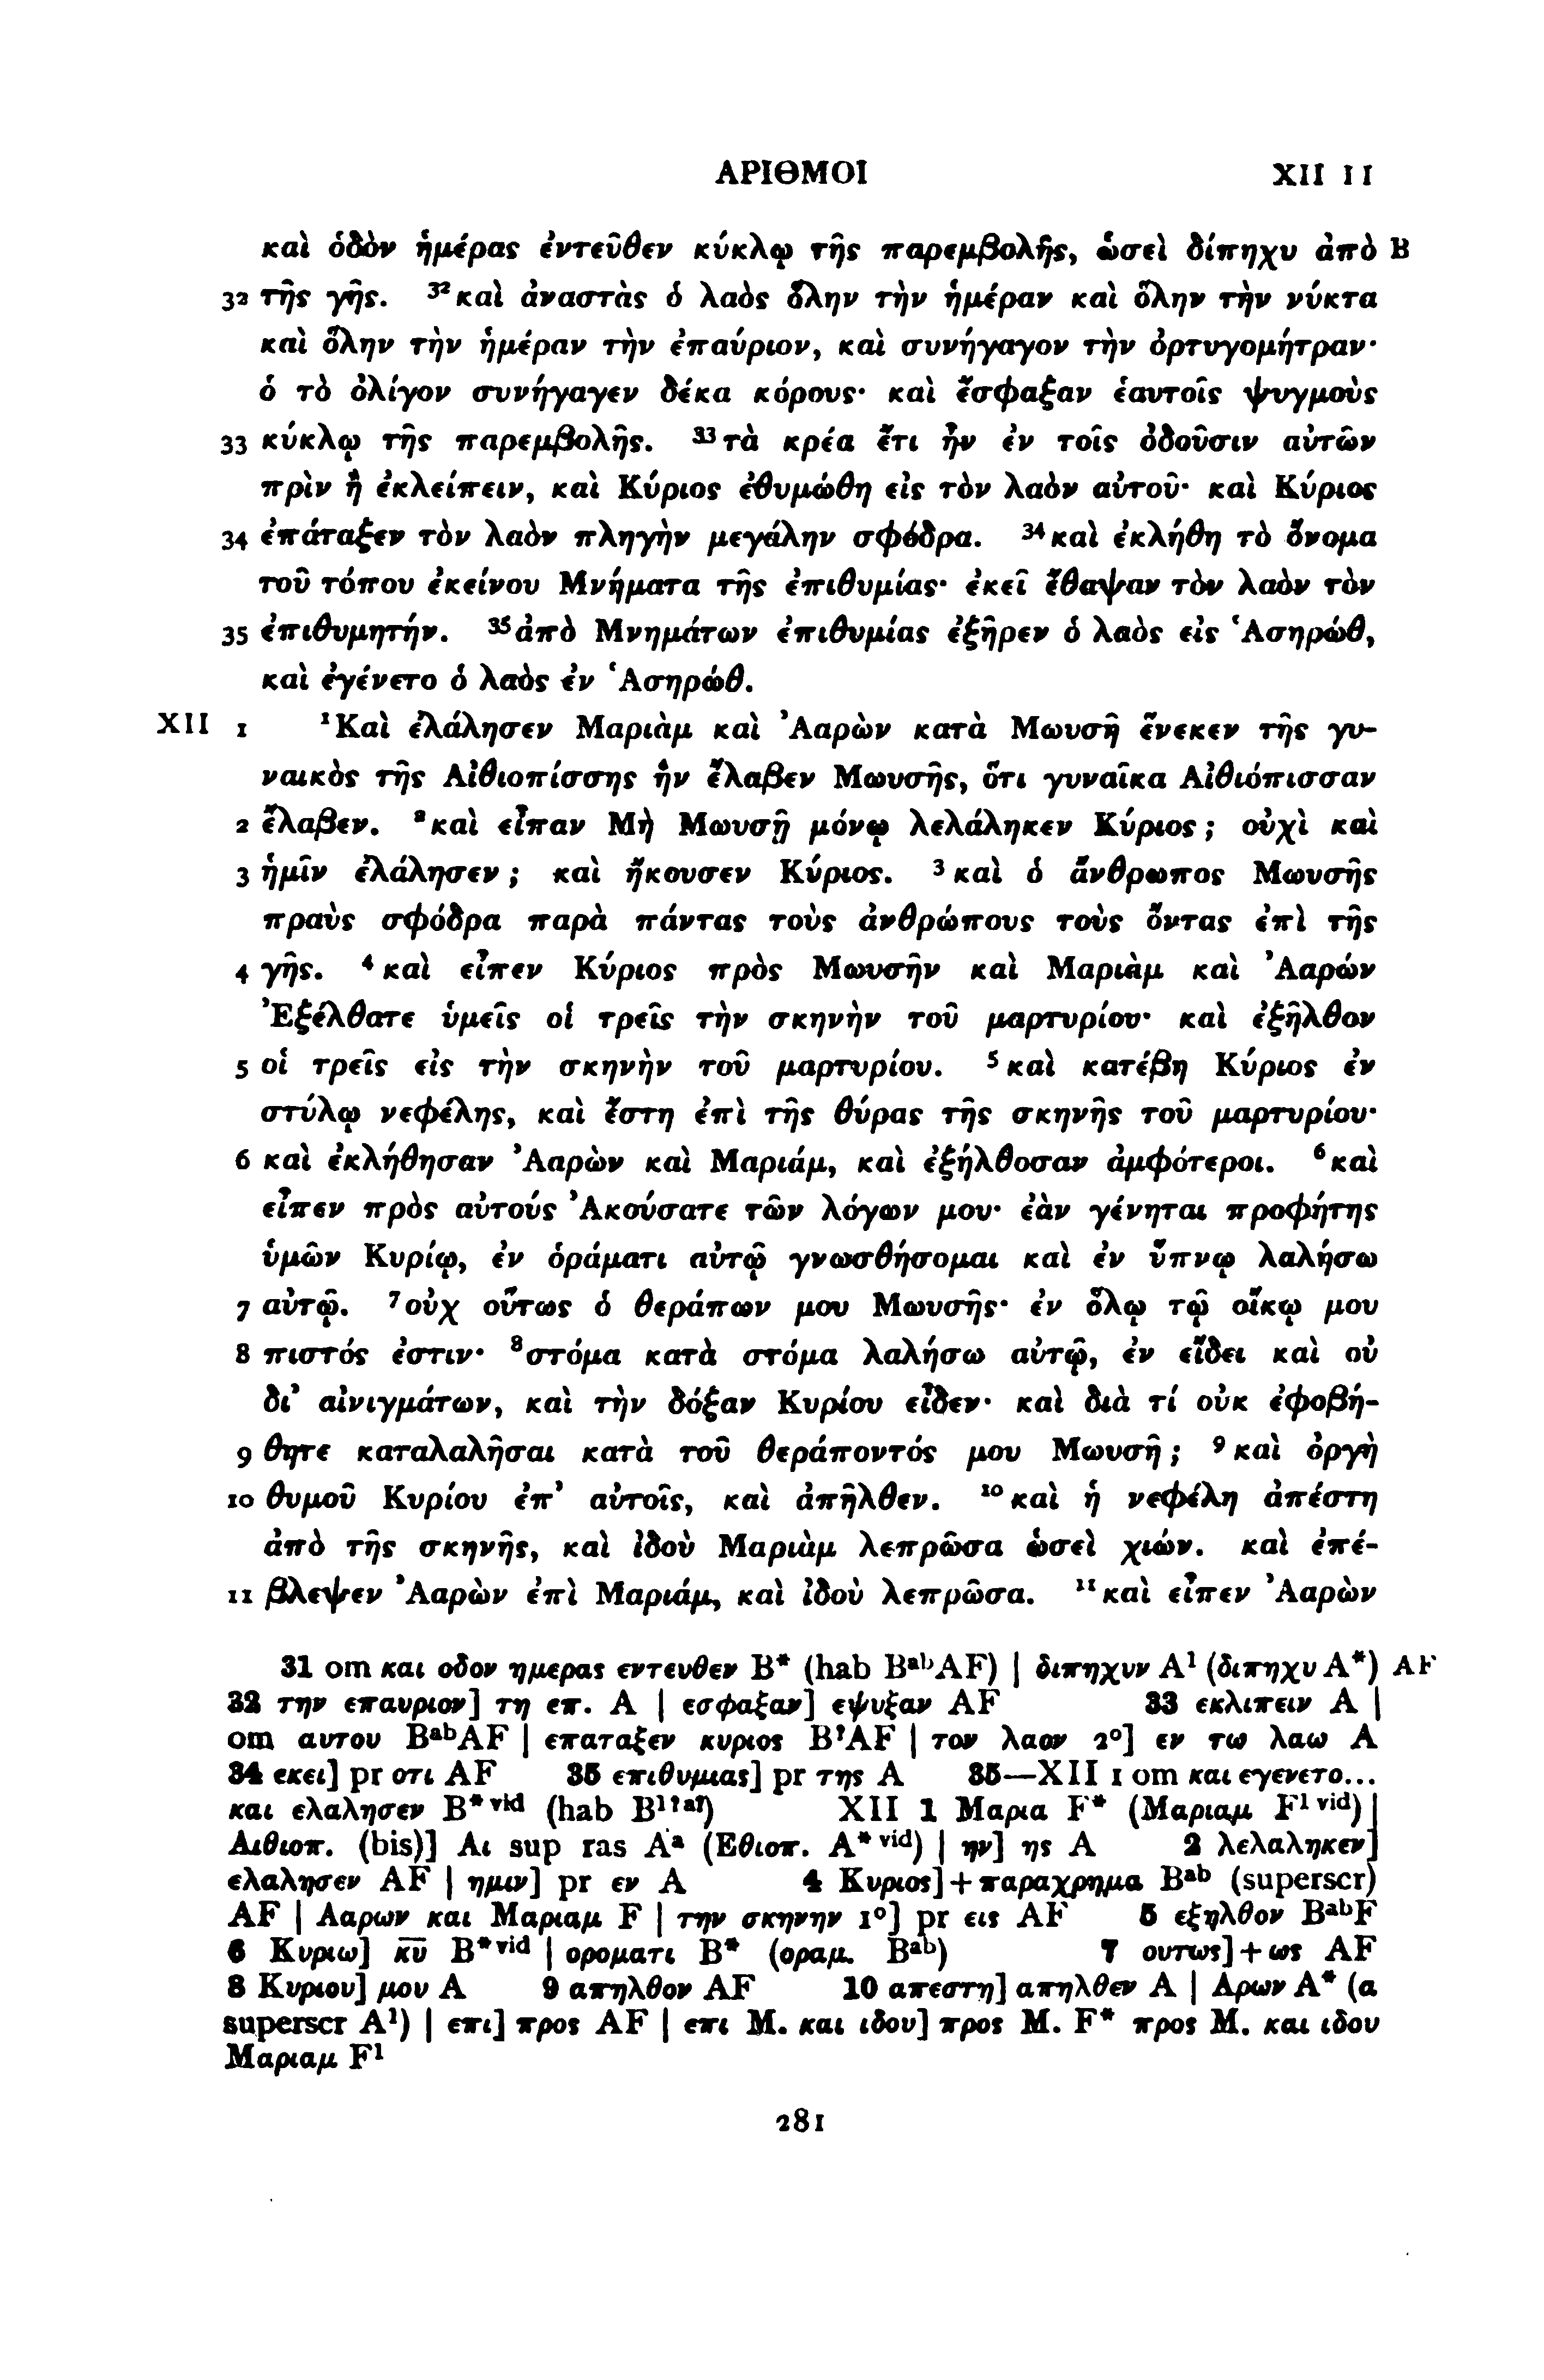 ΑΡΙΘΜΟΙ XII 11
καὶ ὁδὸν ἡμέρας ἐντεῦθεν κύκλῳ τῆς παρεμβολῆς, ὡσεὶ δίπηχυ ἀπὸ B
32 τῆς γῆς. ³²καὶ ἀναστὰς ὁ λαὸς ὅλην τὴν ἡμέραν καὶ ὅλην τὴν νύκτα
καὶ ὅλην τὴν ἡμέραν τὴν ἐπαύριον, καὶ συνήγαγον τὴν ὀρτυγομήτραν·
ὁ τὸ ὀλίγον συνήγαγεν δέκα κόρους· καὶ ἔσφαξαν ἑαυτοῖς ψυγμοὺς
33 κύκλῳ τῆς παρεμβολῆς. ³³τὰ κρέα ἔτι ἦν ἐν τοῖς ὀδοῦσιν αὐτῶν
πρὶν ἢ ἐκλείπειν, καὶ Κύριος ἐθυμώθη εἰς τὸν λαὸν αὐτοῦ· καὶ Κύριος
34 ἐπάταξεν τὸν λαὸν πληγὴν μεγάλην σφόδρα. ³⁴καὶ ἐκλήθη τὸ ὄνομα
τοῦ τόπου ἐκείνου Μνήματα τῆς ἐπιθυμίας· ἐκεῖ ἔθαψαν τὸν λαὸν τὸν
35 ἐπιθυμητήν. ³⁵ἀπὸ Μνημάτων ἐπιθυμίας ἐξῆρεν ὁ λαὸς εἰς Ἁσηρώθ,
καὶ ἐγένετο ὁ λαὸς ἐν Ἁσηρώθ.
XII 1 ¹Καὶ ἐλάλησεν Μαριὰμ καὶ Ἀαρὼν κατὰ Μωυσῆ ἕνεκεν τῆς γυ-
ναικὸς τῆς Αἰθιοπίσσης ἣν ἔλαβεν Μωυσῆς, ὅτι γυναῖκα Αἰθιόπισσαν
2 ἔλαβεν. ²καὶ εἶπαν Μὴ Μωυσῇ μόνῳ λελάληκεν Κύριος; οὐχὶ καὶ
3 ἡμῖν ἐλάλησεν; καὶ ἤκουσεν Κύριος. ³καὶ ὁ ἄνθρωπος Μωυσῆς
πραῢς σφόδρα παρὰ πάντας τοὺς ἀνθρώπους τοὺς ὄντας ἐπὶ τῆς
4 γῆς. ⁴καὶ εἶπεν Κύριος πρὸς Μωυσῆν καὶ Μαριὰμ καὶ Ἀαρών
Ἐξέλθατε ὑμεῖς οἱ τρεῖς τὴν σκηνὴν τοῦ μαρτυρίου· καὶ ἐξῆλθον
5 οἱ τρεῖς εἰς τὴν σκηνὴν τοῦ μαρτυρίου. ⁵καὶ κατέβη Κύριος ἐν
στύλῳ νεφέλης, καὶ ἔστη ἐπὶ τῆς θύρας τῆς σκηνῆς τοῦ μαρτυρίου·
6 καὶ ἐκλήθησαν Ἀαρὼν καὶ Μαριάμ, καὶ ἐξήλθοσαν ἀμφότεροι. ⁶καὶ
εἶπεν πρὸς αὐτούς Ἀκούσατε τῶν λόγων μου· ἐὰν γένηται προφήτης
ὑμῶν Κυρίῳ, ἐν ὁράματι αὐτῷ γνωσθήσομαι καὶ ἐν ὕπνῳ λαλήσω
7 αὐτῷ. ⁷οὐχ οὕτως ὁ θεράπων μου Μωυσῆς· ἐν ὅλῳ τῷ οἴκῳ μου
8 πιστός ἐστιν· ⁸στόμα κατὰ στόμα λαλήσω αὐτῷ, ἐν εἴδει καὶ οὐ
δι’ αἰνιγμάτων, καὶ τὴν δόξαν Κυρίου εἶδεν· καὶ διὰ τί οὐκ ἐφοβή-
9 θητε καταλαλῆσαι κατὰ τοῦ θεράποντός μου Μωυσῆ; ⁹καὶ ὀργὴ
10 θυμοῦ Κυρίου ἐπ’ αὐτοῖς, καὶ ἀπῆλθεν. ¹⁰καὶ ἡ νεφέλη ἀπέστη
ἀπὸ τῆς σκηνῆς, καὶ ἰδοὺ Μαριὰμ λεπρῶσα ὡσεὶ χιών. καὶ ἐπέ-
11 βλεψεν Ἀαρὼν ἐπὶ Μαριάμ, καὶ ἰδοὺ λεπρῶσα. ¹¹καὶ εἶπεν Ἀαρὼν
31 om και οδον ημερας εντευθεν B* (hab BᵃᵇAF) | διπηχυν A¹ (διπηχυ A*) AF
32 την επαυριον] τη επ. A | εσφαξαν] εψυξαν AF 33 εκλιπειν A |
om αυτου BᵃᵇAF | επαταξεν κυριος B?AF | τον λαον 2°] εν τω λαω A
34 εκει] pr οτι AF 35 επιθυμιας] pr της A 35—XII 1 om και εγενετο...
και ελαλησεν B*ᵛⁱᵈ (hab B¹?ᵃ?) XII 1 Μαρια F* (Μαριαμ F¹ᵛⁱᵈ) |
Αιθιοπ. (bis)] Αι sup ras Aᵃ (Εθιοπ. A*ᵛⁱᵈ) | ην] ης A 2 λελαληκεν]
ελαλησεν AF | ημιν] pr εν A 4 Κυριος]+παραχρημα Bᵃᵇ (superscr)
AF | Ααρων και Μαριαμ F | την σκηνην 1°] pr εις AF 5 εξηλθον BᵃᵇF
6 Κυριω] κ̅υ̅ B*ᵛⁱᵈ | οροματι B* (οραμ. Bᵃᵇ) 7 ουτως]+ως AF
8 Κυριου] μου A 9 απηλθον AF 10 απεστη] απηλθεν A | Αρων A* (α
superscr A¹) | επι] προς AF | επι Μ. και ιδου] προς Μ. F* προς Μ. και ιδου
Μαριαμ F¹
281